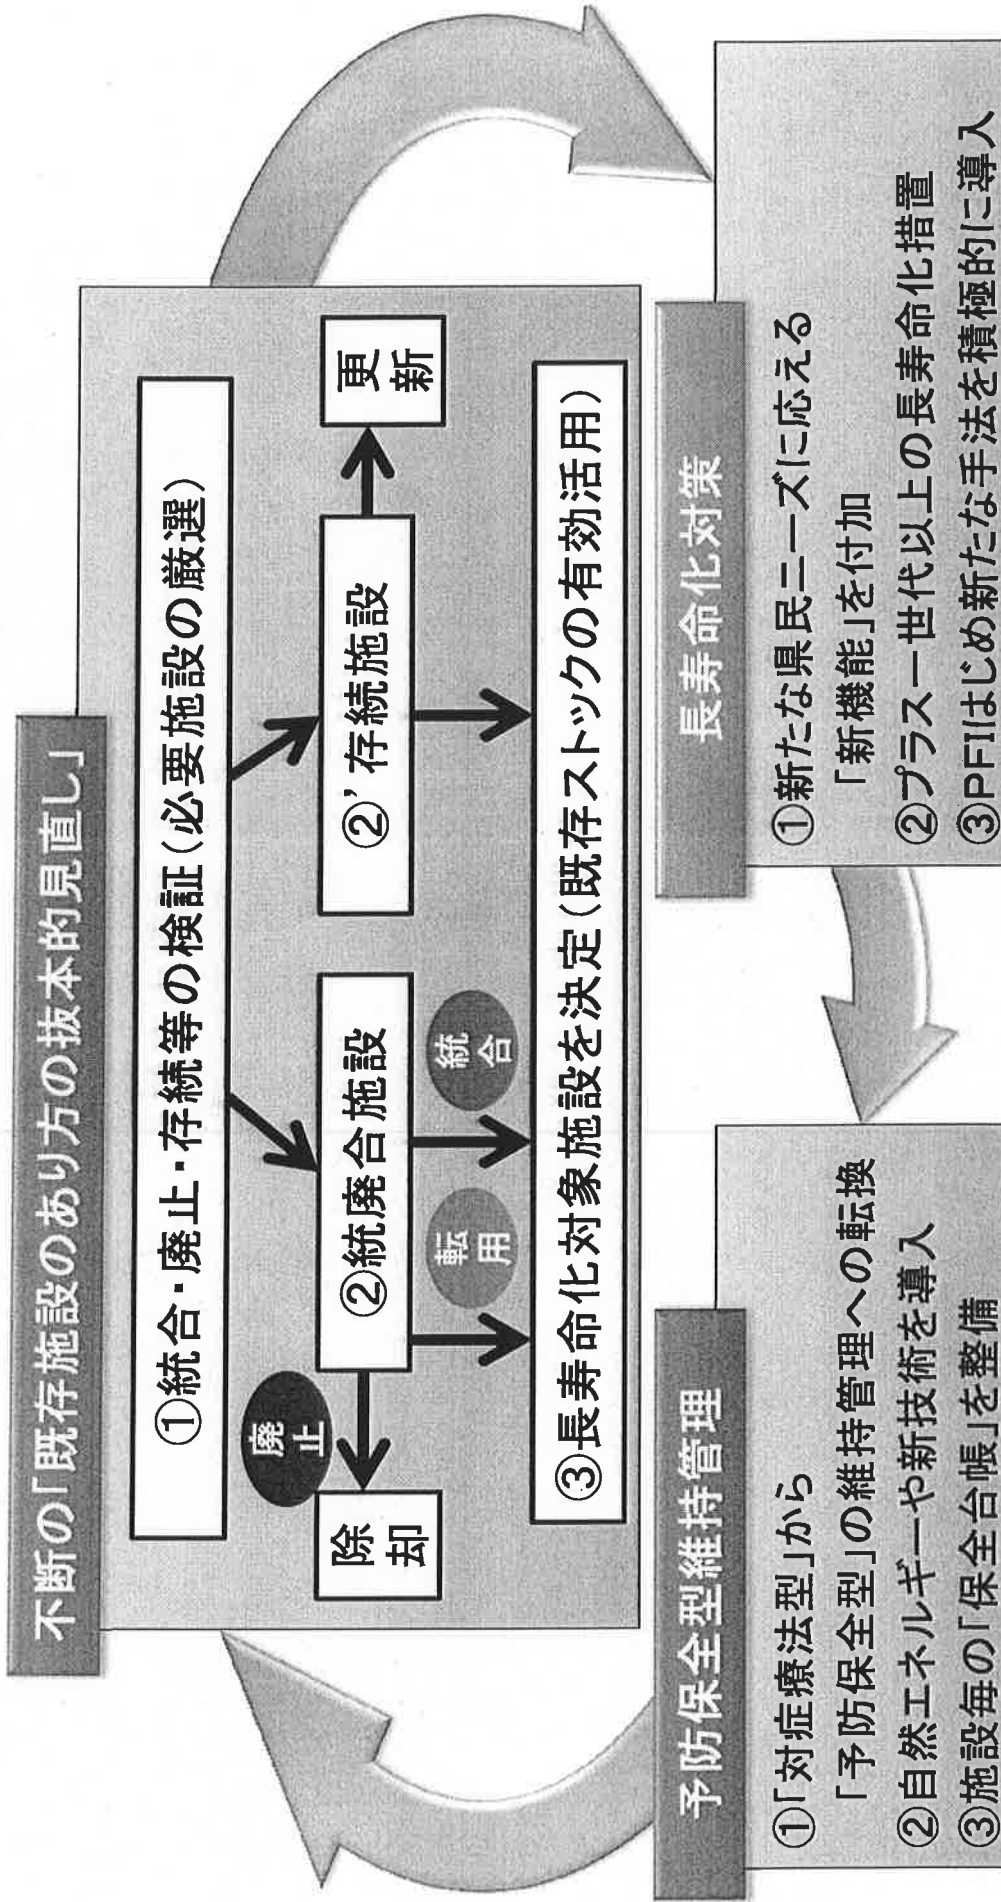 不断の「既存施設のあり方の抜本的見直し」
①統合・廃止・存続等の検証(必要施設の厳選)
廃
止
除
却
②統廃合施設
②’存続施設
更
新
転
用
統
合
③長寿命化対象施設を決定(既存ストックの有効活用)
予防保全型維持管理
①「対症療法型」から
「予防保全型」の維持管理への転換
②自然エネルギーや新技術を導入
③施設毎の「保全台帳」を整備
長寿命化対策
①新たな県民ニーズに応える
「新機能」を付加
②プラス一世代以上の長寿命化措置
③PFIはじめ新たな手法を積極的に導入